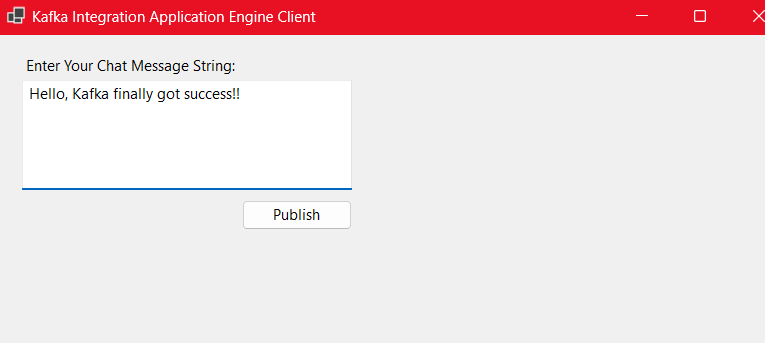 Kafka Integration Application Engine Client
Enter Your Chat Message String:
Hello, Kafka finally got success!!
Publish